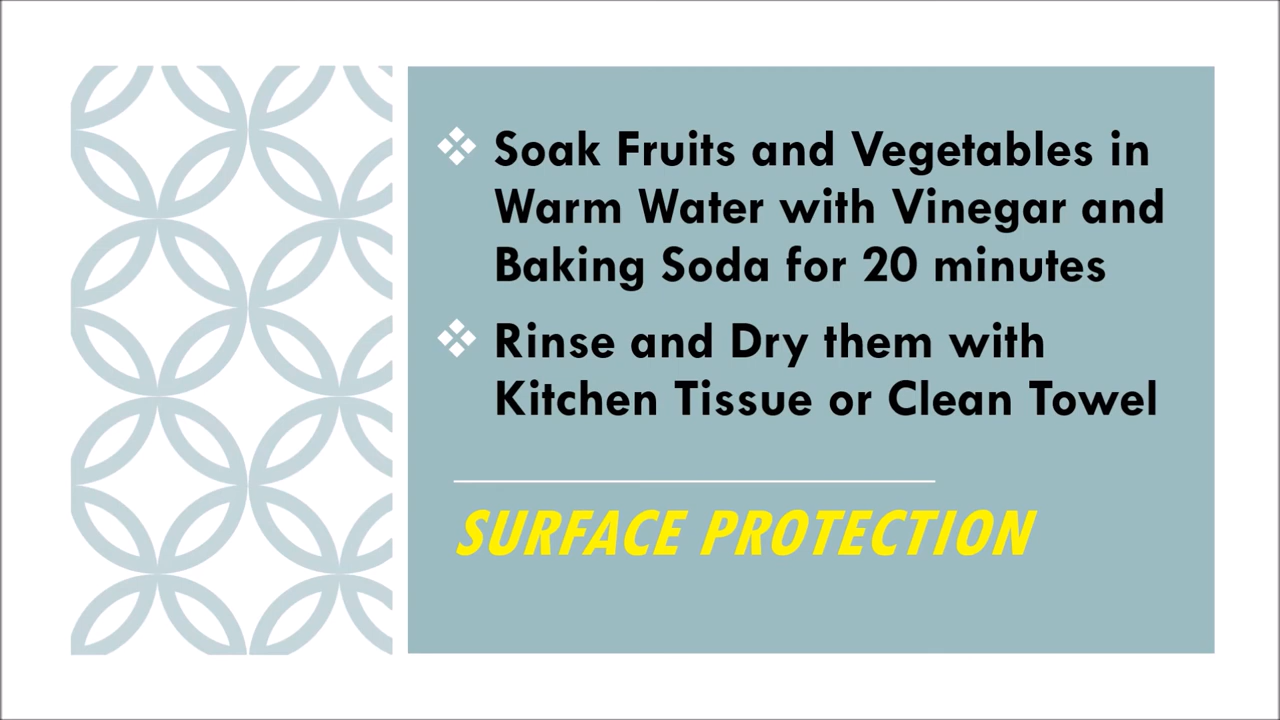 Soak Fruits and Vegetables in
Warm Water with Vinegar and
Baking Soda for 20 minutes
Rinse and Dry them with
Kitchen Tissue or Clean Towel
SURFACE PROTECTION